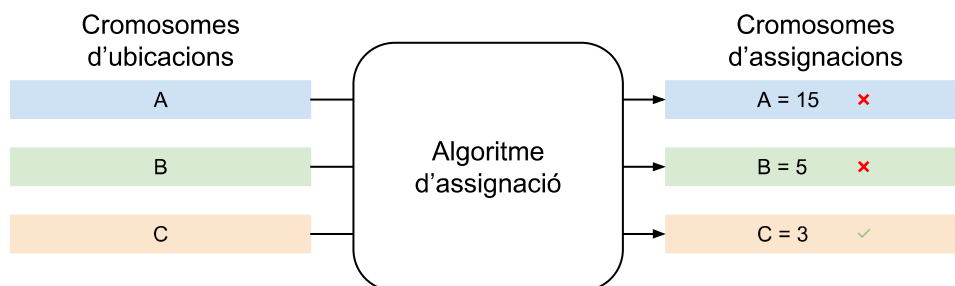 Cromosomes
d’ubicacions
Cromosomes
d’assignacions
A
A = 15
B
Algoritme
d’assignació
B = 5
C
C = 3